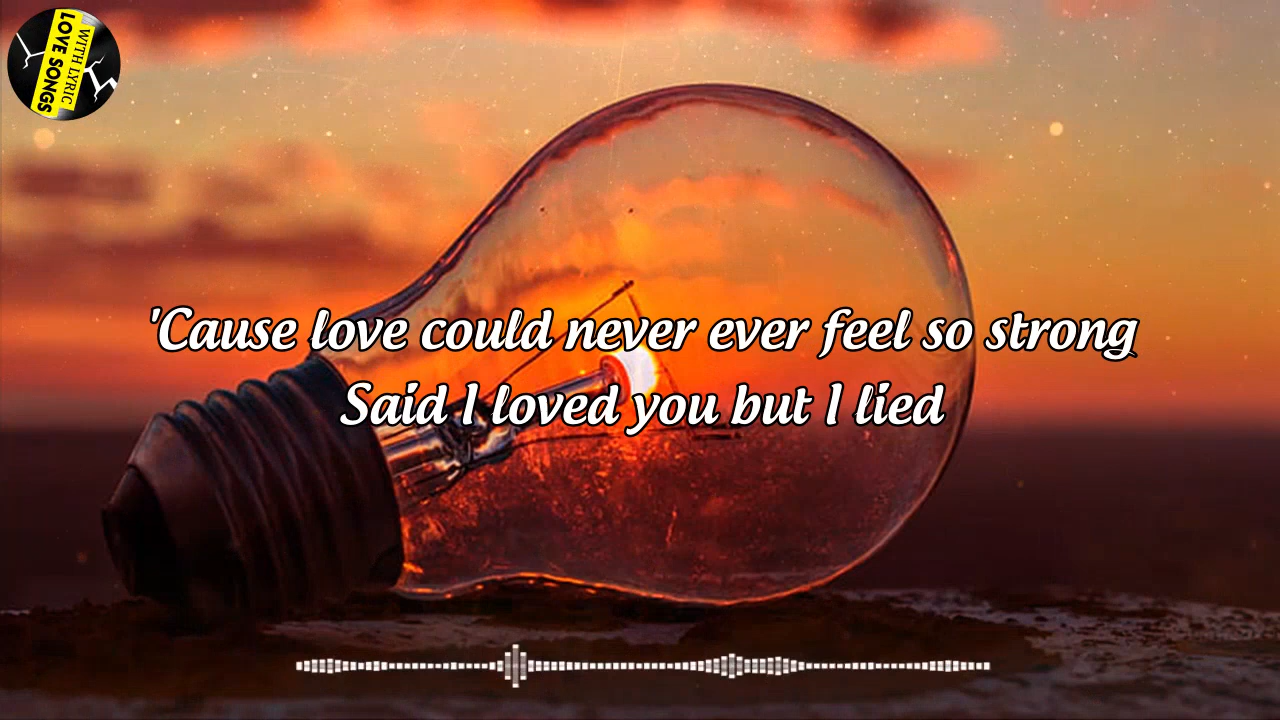 LOVE SONGS
WITH LYRIC
'Cause love could never ever feel so strong
Said I loved you but I lied